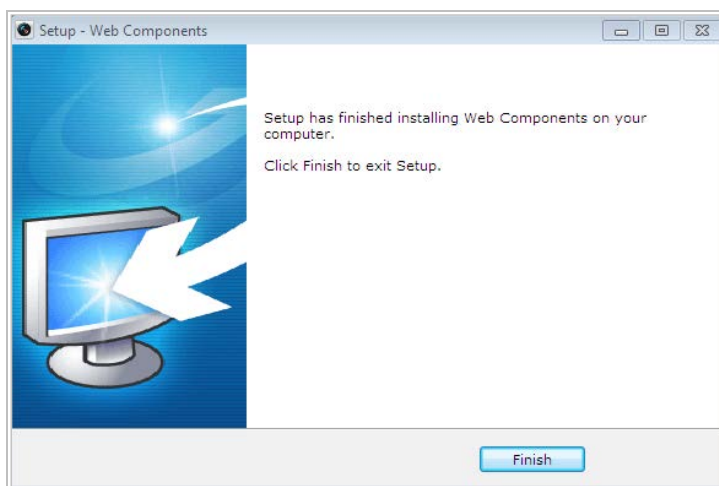 Setup - Web Components
Setup has finished installing Web Components on your
computer.
Click Finish to exit Setup.
Finish